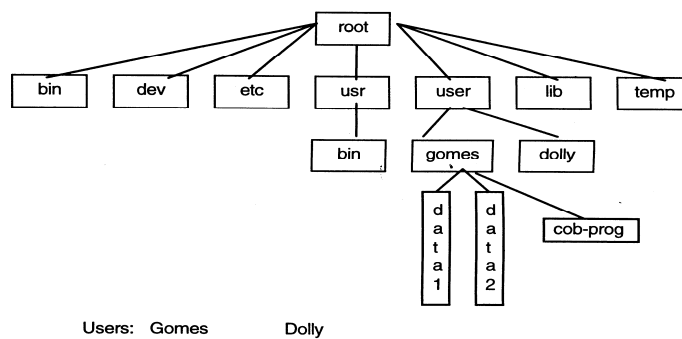 root
bin dev etc usr user lib temp
bin gomes dolly
data1 data2 cob-prog
Users: Gomes Dolly